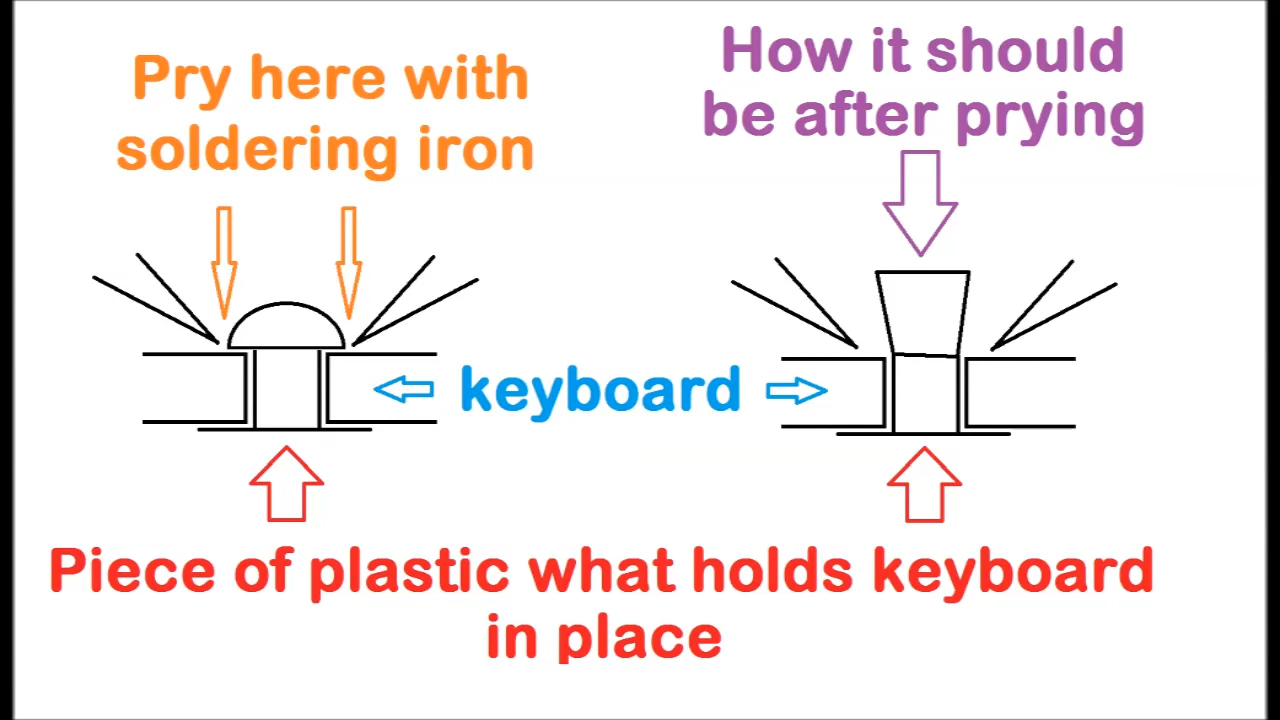 Pry here with
soldering iron
How it should
be after prying
keyboard
Piece of plastic what holds keyboard
in place